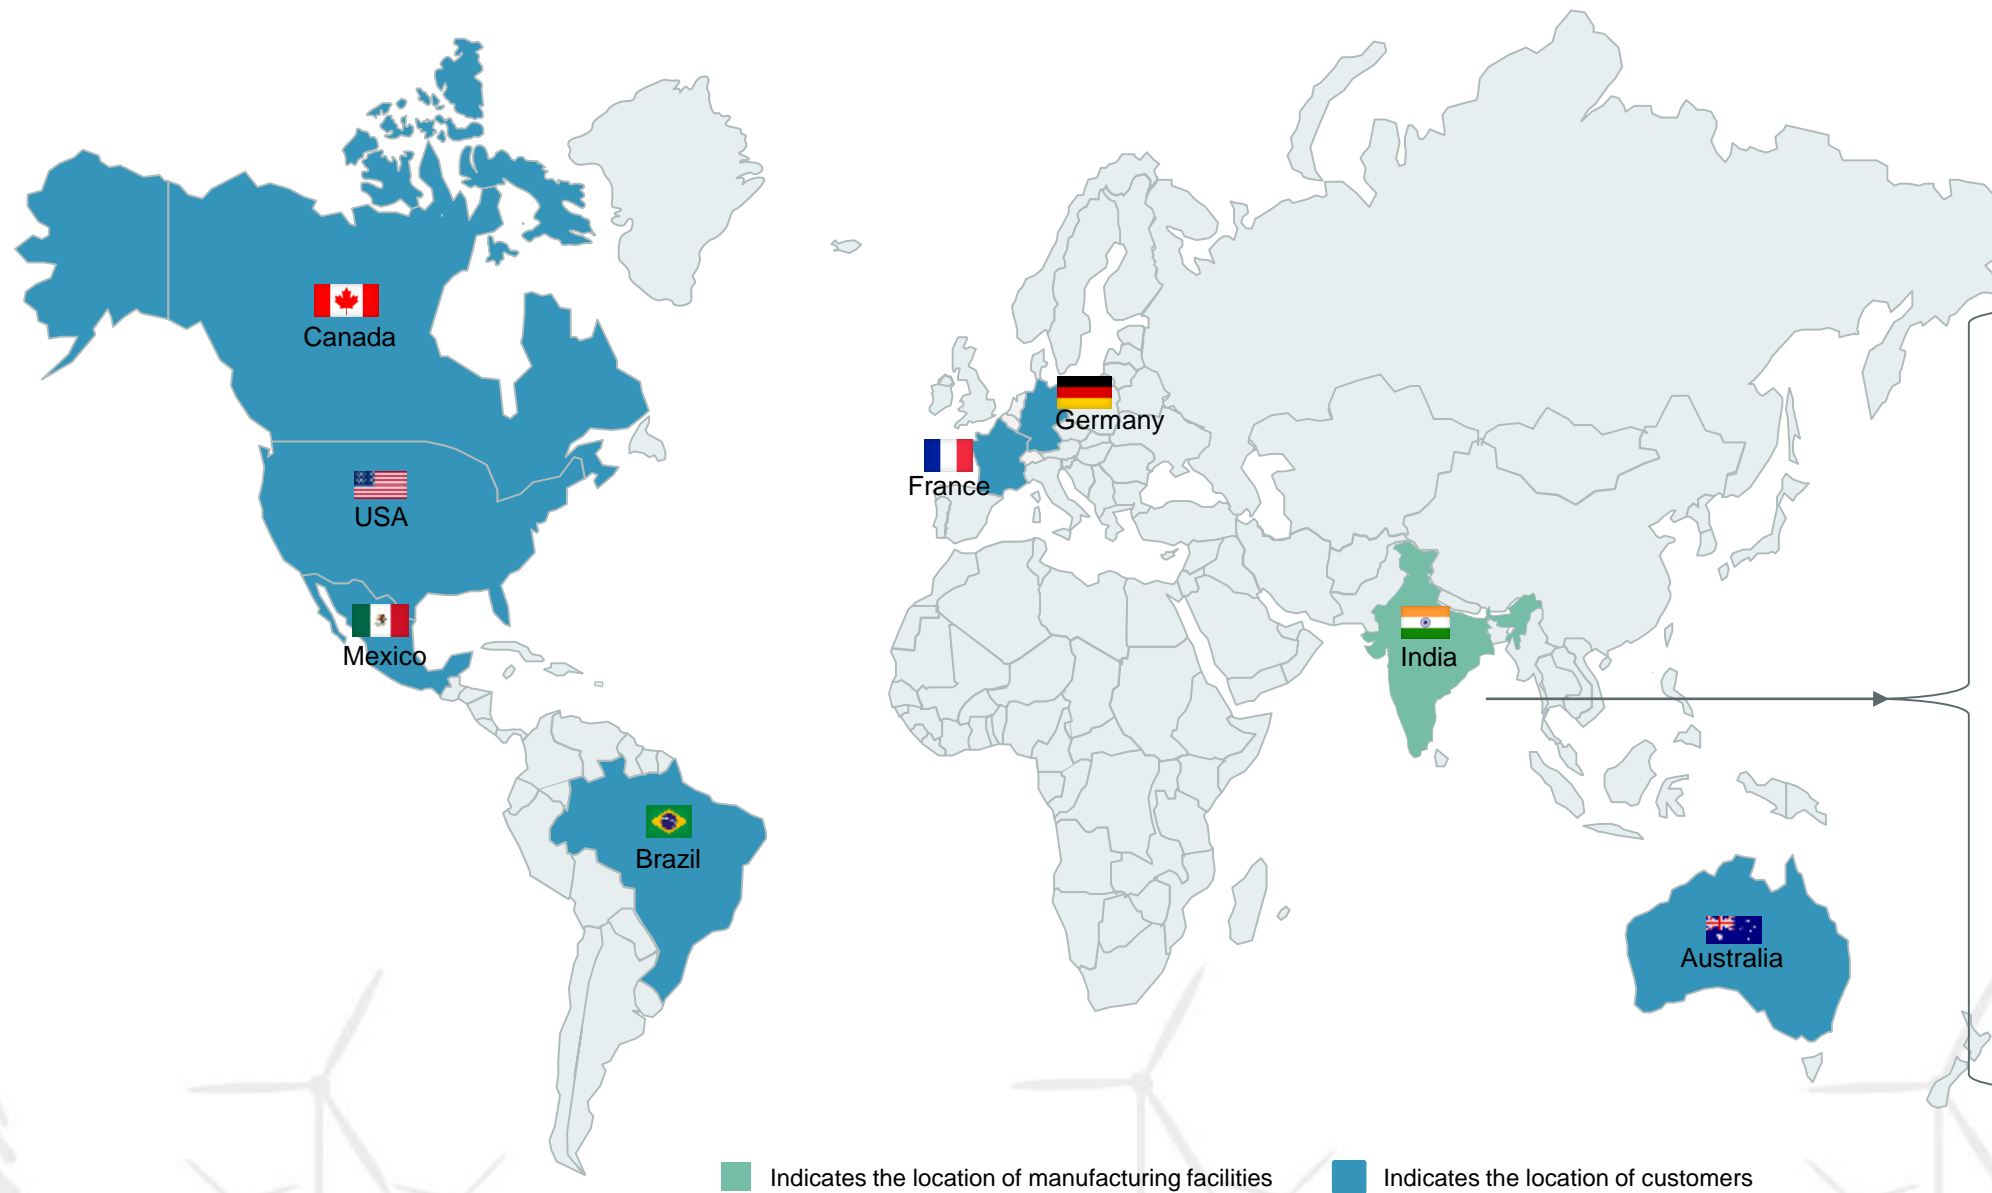 Canada
Germany
France
USA
India
Mexico
Brazil
Australia
Indicates the location of manufacturing facilities
Indicates the location of customers